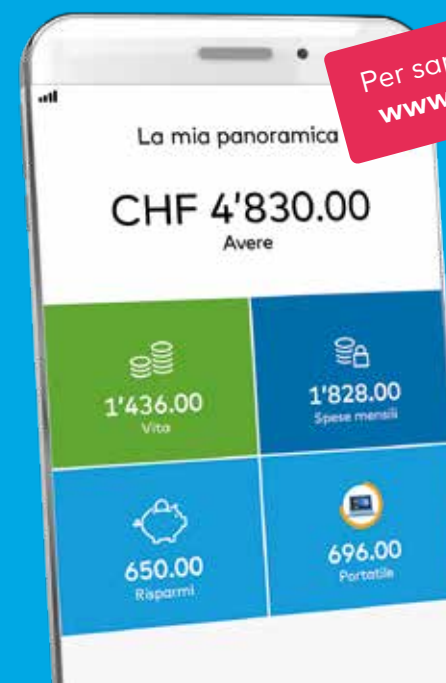 Per
www
La mia panoramica
CHF 4'830.00
Avere
1'436.00
Vita
1'828.00
Spese mensili
650.00
Risparmi
696.00
Portatile